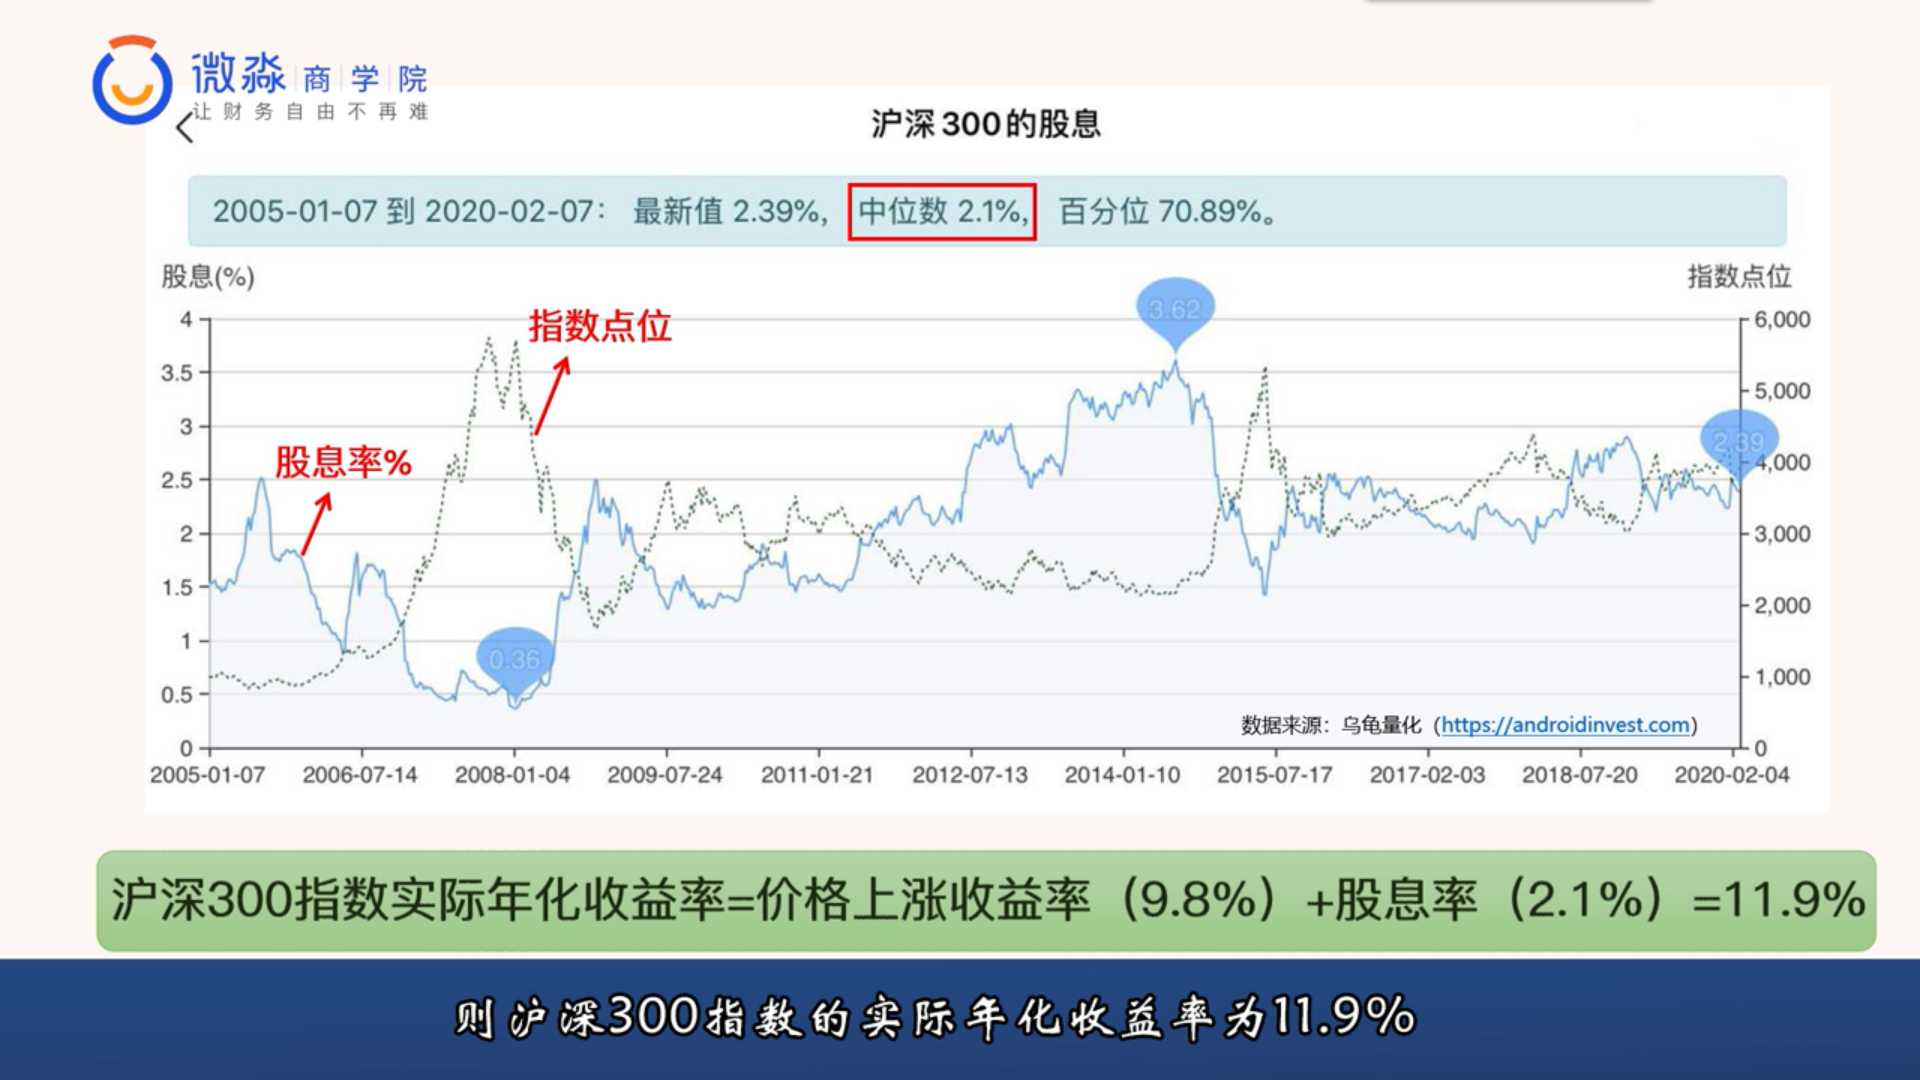 微淼 商 学 院
让财务自由不再难
沪深300的股息
2005-01-07 到 2020-02-07： 最新值 2.39%, 中位数 2.1%, 百分位 70.89%。
股息(%)
指数点位
4
3.5
3
2.5
2
1.5
1
0.5
0
6,000
5,000
4,000
3,000
2,000
1,000
0
指数点位
股息率%
3.62
2.39
0.36
数据来源：乌龟量化（https://androidinvest.com）
2005-01-07 2006-07-14 2008-01-04 2009-07-24 2011-01-21 2012-07-13 2014-01-10 2015-07-17 2017-02-03 2018-07-20 2020-02-04
沪深300指数实际年化收益率=价格上涨收益率（9.8%）+股息率（2.1%）=11.9%
则沪深300指数的实际年化收益率为11.9%